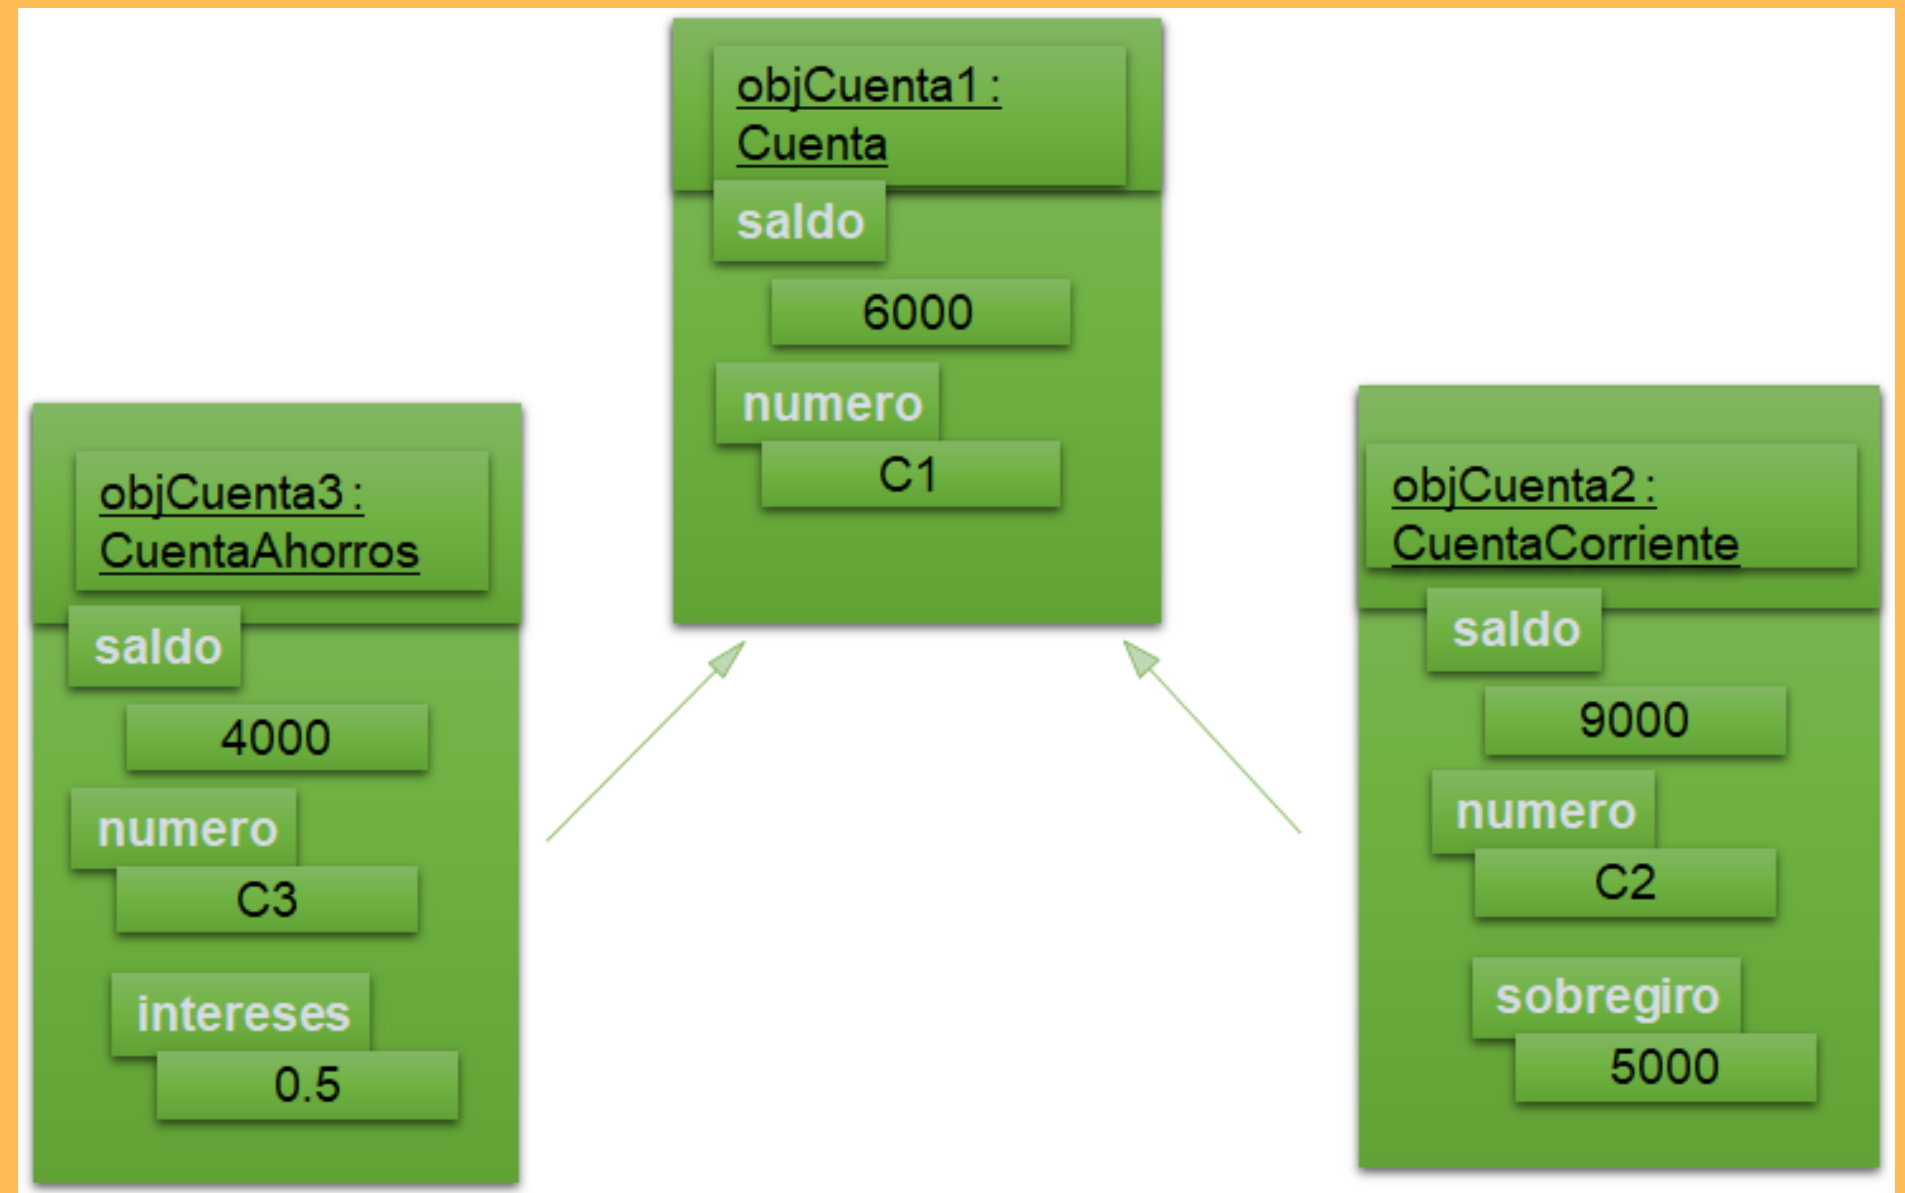 objCuenta1 :
Cuenta
saldo
6000
numero
C1
objCuenta3 :
CuentaAhorros
saldo
4000
numero
C3
intereses
0.5
objCuenta2 :
CuentaCorriente
saldo
9000
numero
C2
sobregiro
5000